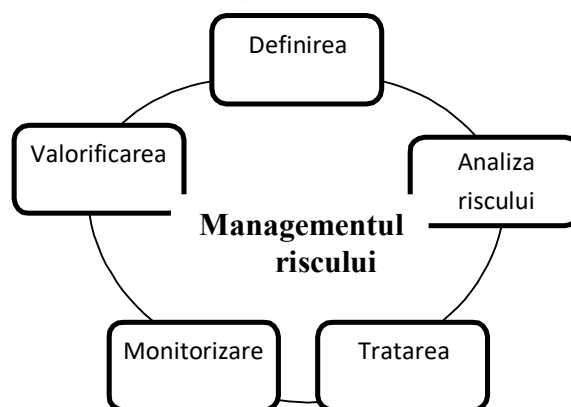 Definirea
Valorificarea
Analiza
riscului
Managementul
riscului
Monitorizare
Tratarea